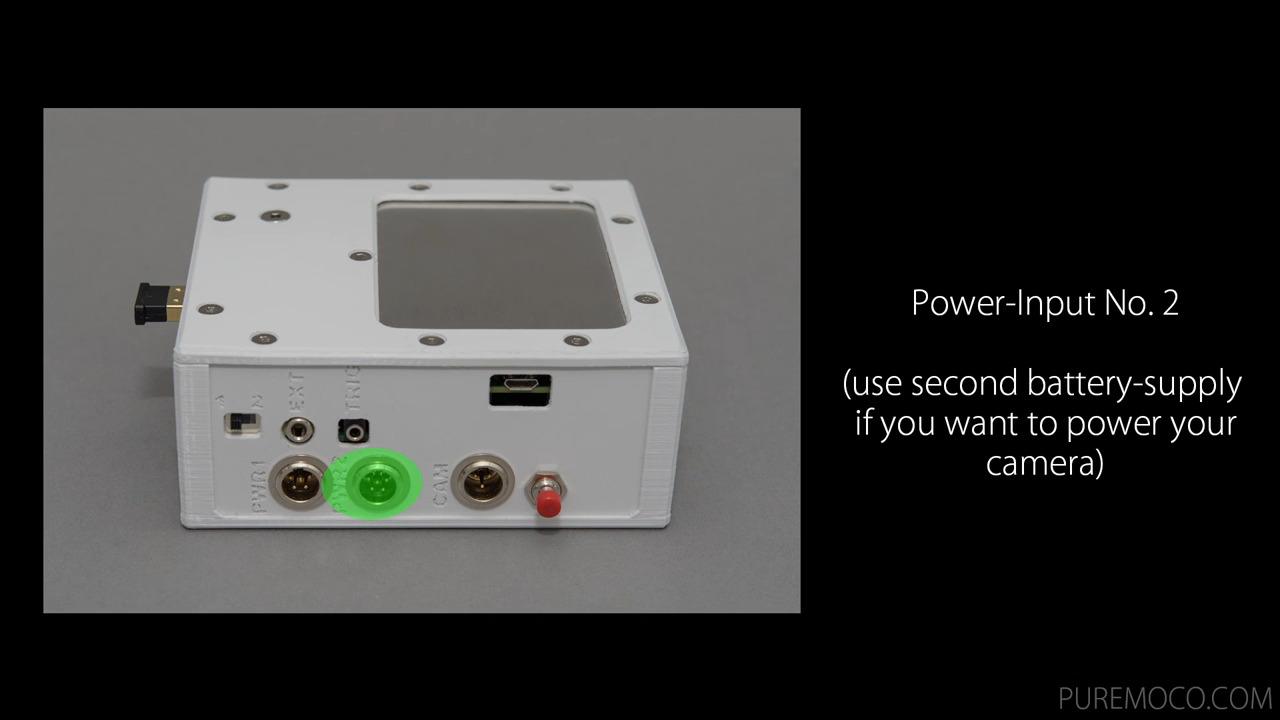 EXT
TRIG
PWR1
PWR2
CAM
Power-Input No. 2
(use second battery-supply
if you want to power your
camera)
PUREMOCO.COM